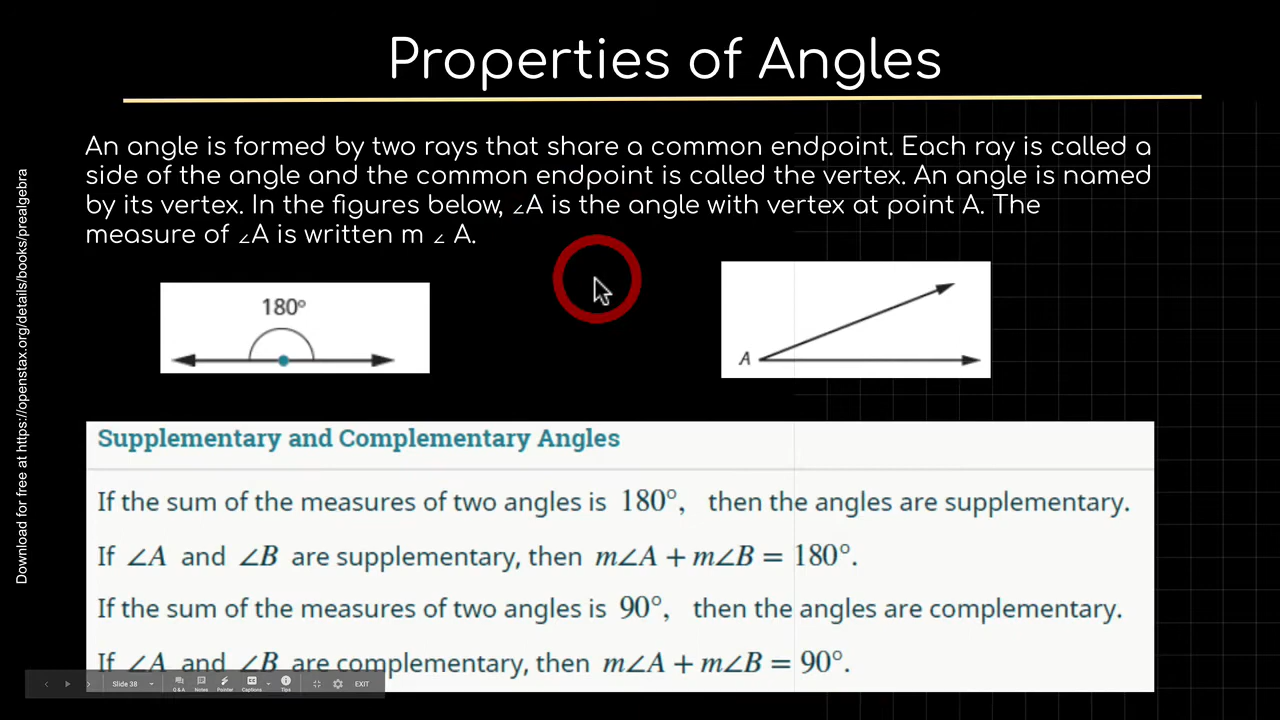 Properties of Angles
An angle is formed by two rays that share a common endpoint. Each ray is called a
side of the angle and the common endpoint is called the vertex. An angle is named
by its vertex. In the figures below, ∠A is the angle with vertex at point A. The
measure of ∠A is written m ∠ A.
180°
A
Supplementary and Complementary Angles
If the sum of the measures of two angles is 180°, then the angles are supplementary.
If ∠A and ∠B are supplementary, then m∠A + m∠B = 180°.
If the sum of the measures of two angles is 90°, then the angles are complementary.
If ∠A and ∠B are complementary, then m∠A + m∠B = 90°.
Slide 38
Q&A Notes Pointer Captions Tips
EXIT
Download for free at https://openstax.org/details/books/prealgebra